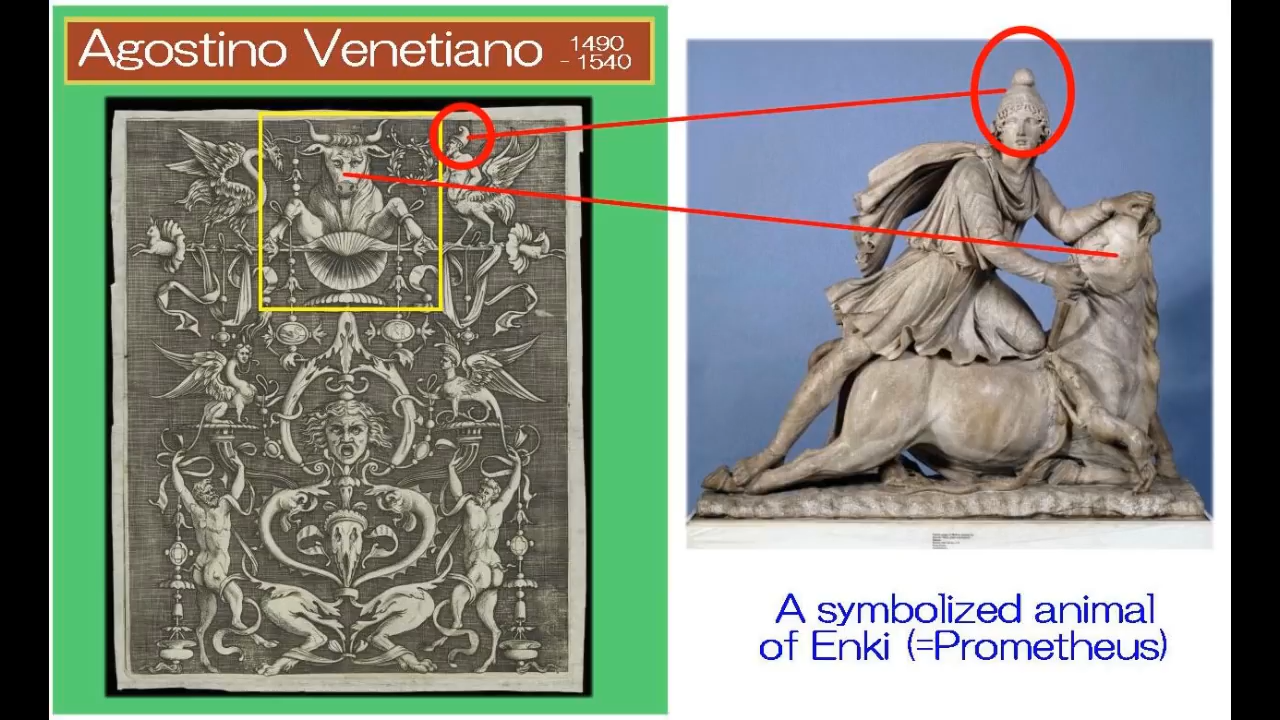 Agostino Venetiano
1490
- 1540
A symbolized animal
of Enki (=Prometheus)